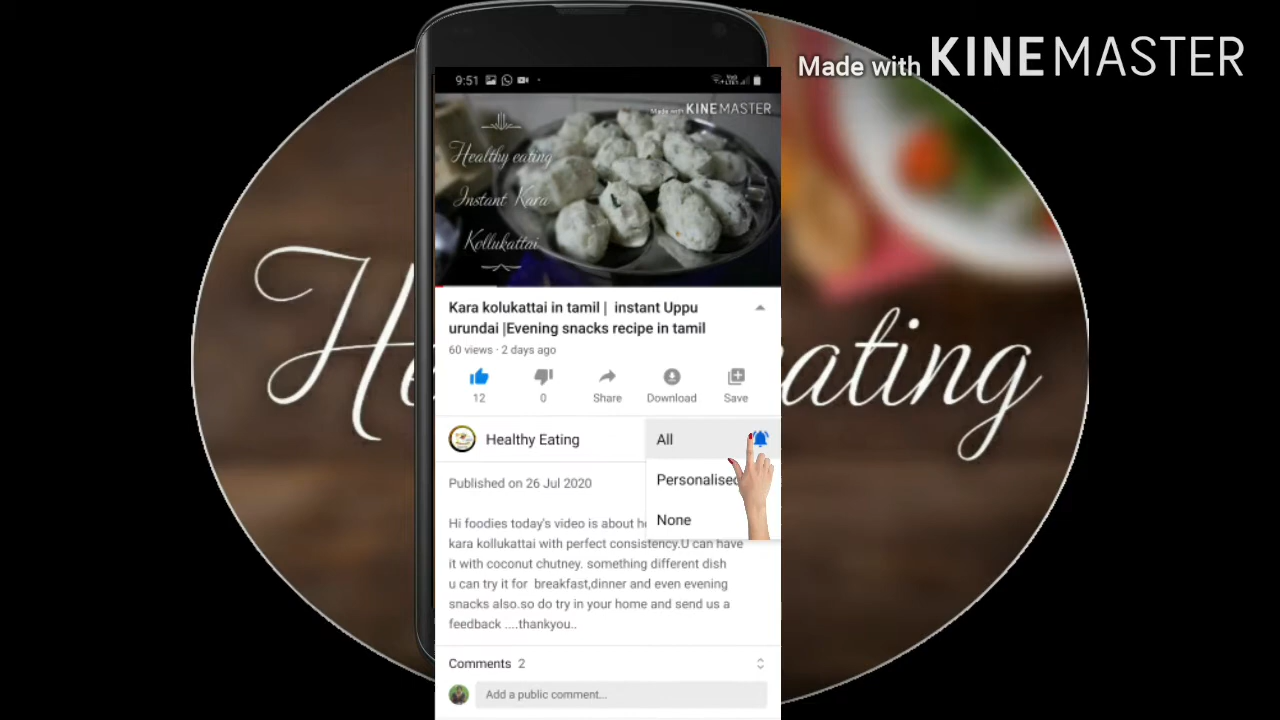 Made with KINEMASTER
9:51
Made with KINEMASTER
Healthy eating
Instant Kara
Kollukattai
Kara kolukattai in tamil | instant Uppu
urundai |Evening snacks recipe in tamil
60 views · 2 days ago
12
0
Share
Download
Save
Healthy Eating
All
Personalised
None
Published on 26 Jul 2020
Hi foodies today's video is about
kara kollukattai with perfect consistency.U can have
it with coconut chutney. something different dish
u can try it for breakfast,dinner and even evening
snacks also.so do try in your home and send us a
feedback ....thankyou..
Comments 2
Add a public comment...
He
ating